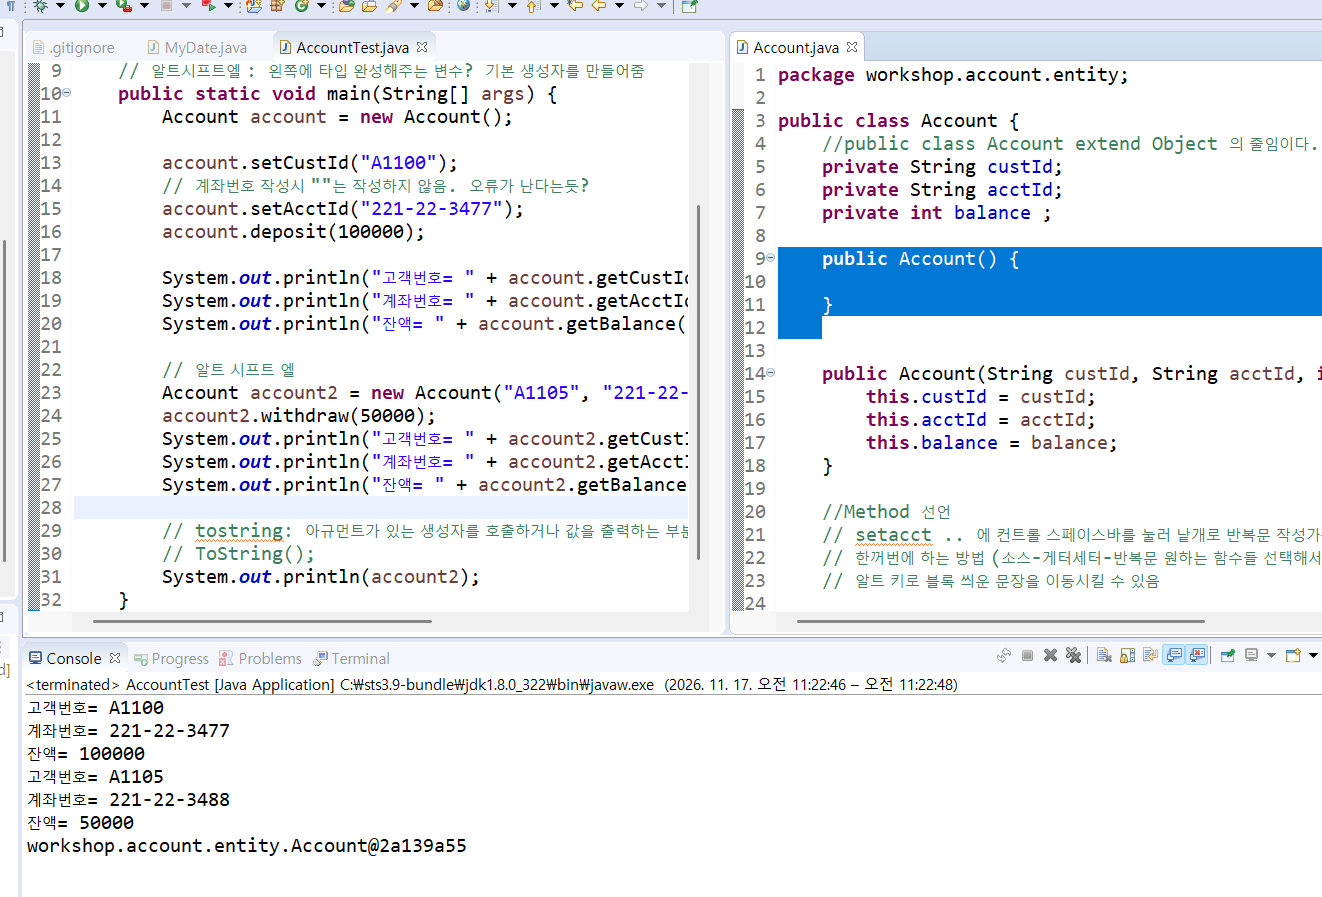 .gitignore MyDate.java AccountTest.java
9 // 알트시프트엘 : 왼쪽에 타입 완성해주는 변수? 기본 생성자를 만들어줌
10 public static void main(String[] args) {
11 Account account = new Account();
12
13 account.setCustId("A1100");
14 // 계좌번호 작성시 ""는 작성하지 않음. 오류가 난다는듯?
15 account.setAcctId("221-22-3477");
16 account.deposit(100000);
17
18 System.out.println("고객번호= " + account.getCustId
19 System.out.println("계좌번호= " + account.getAcctId
20 System.out.println("잔액= " + account.getBalance(
21
22 // 알트 시프트 엘
23 Account account2 = new Account("A1105", "221-22-
24 account2.withdraw(50000);
25 System.out.println("고객번호= " + account2.getCustI
26 System.out.println("계좌번호= " + account2.getAcctI
27 System.out.println("잔액= " + account2.getBalance
28
29 // tostring: 아규먼트가 있는 생성자를 호출하거나 값을 출력하는 부분
30 // ToString();
31 System.out.println(account2);
32 }
Account.java
1 package workshop.account.entity;
2
3 public class Account {
4 //public class Account extend Object 의 줄임이다.
5 private String custId;
6 private String acctId;
7 private int balance ;
8
9 public Account() {
10
11 }
12
13
14 public Account(String custId, String acctId, i
15 this.custId = custId;
16 this.acctId = acctId;
17 this.balance = balance;
18 }
19
20 //Method 선언
21 // setacct .. 에 컨트롤 스페이스바를 눌러 낱개로 반복문 작성가
22 // 한꺼번에 하는 방법 (소스-게터세터-반복문 원하는 함수들 선택해서
23 // 알트 키로 블록 씌운 문장을 이동시킬 수 있음
24
d]
Console Progress Problems Terminal
<terminated> AccountTest [Java Application] C:₩sts3.9-bundle₩jdk1.8.0_322₩bin₩javaw.exe (2026. 11. 17. 오전 11:22:46 – 오전 11:22:48)
고객번호= A1100
계좌번호= 221-22-3477
잔액= 100000
고객번호= A1105
계좌번호= 221-22-3488
잔액= 50000
workshop.account.entity.Account@2a139a55